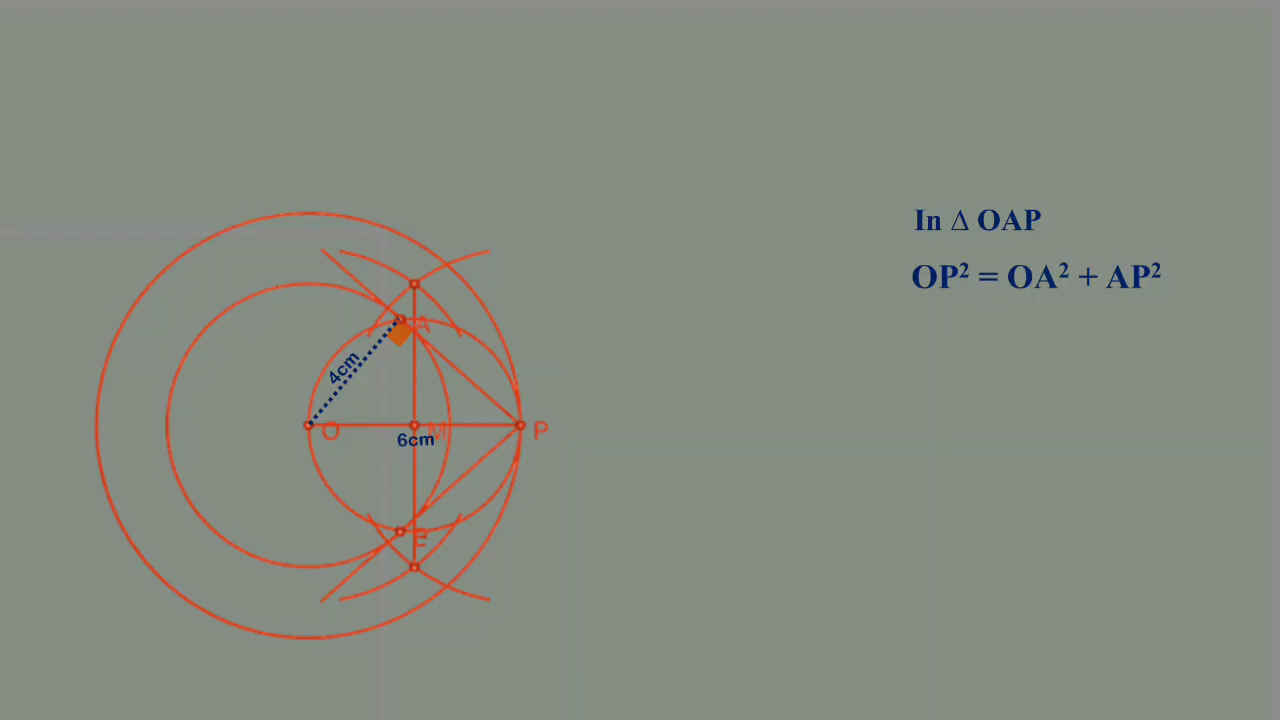 In Δ OAP
OP² = OA² + AP²
A
4cm
O
M
P
6cm